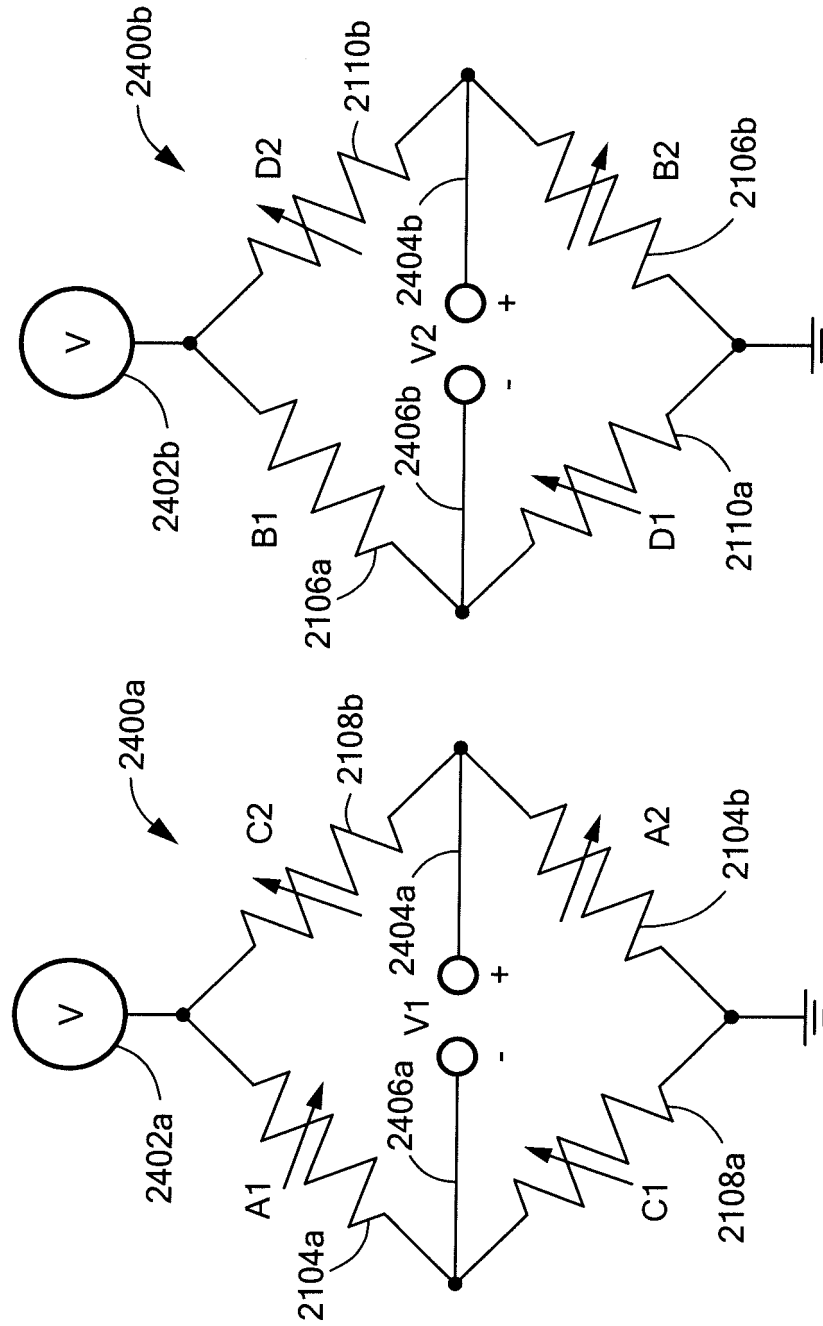 2400a
V
2402a
A1
2104a
C2
2108b
2406a
V1
2404a
-
+
C1
2108a
A2
2104b
2400b
V
2402b
B1
2106a
D2
2110b
2406b
V2
2404b
-
+
D1
2110a
B2
2106b